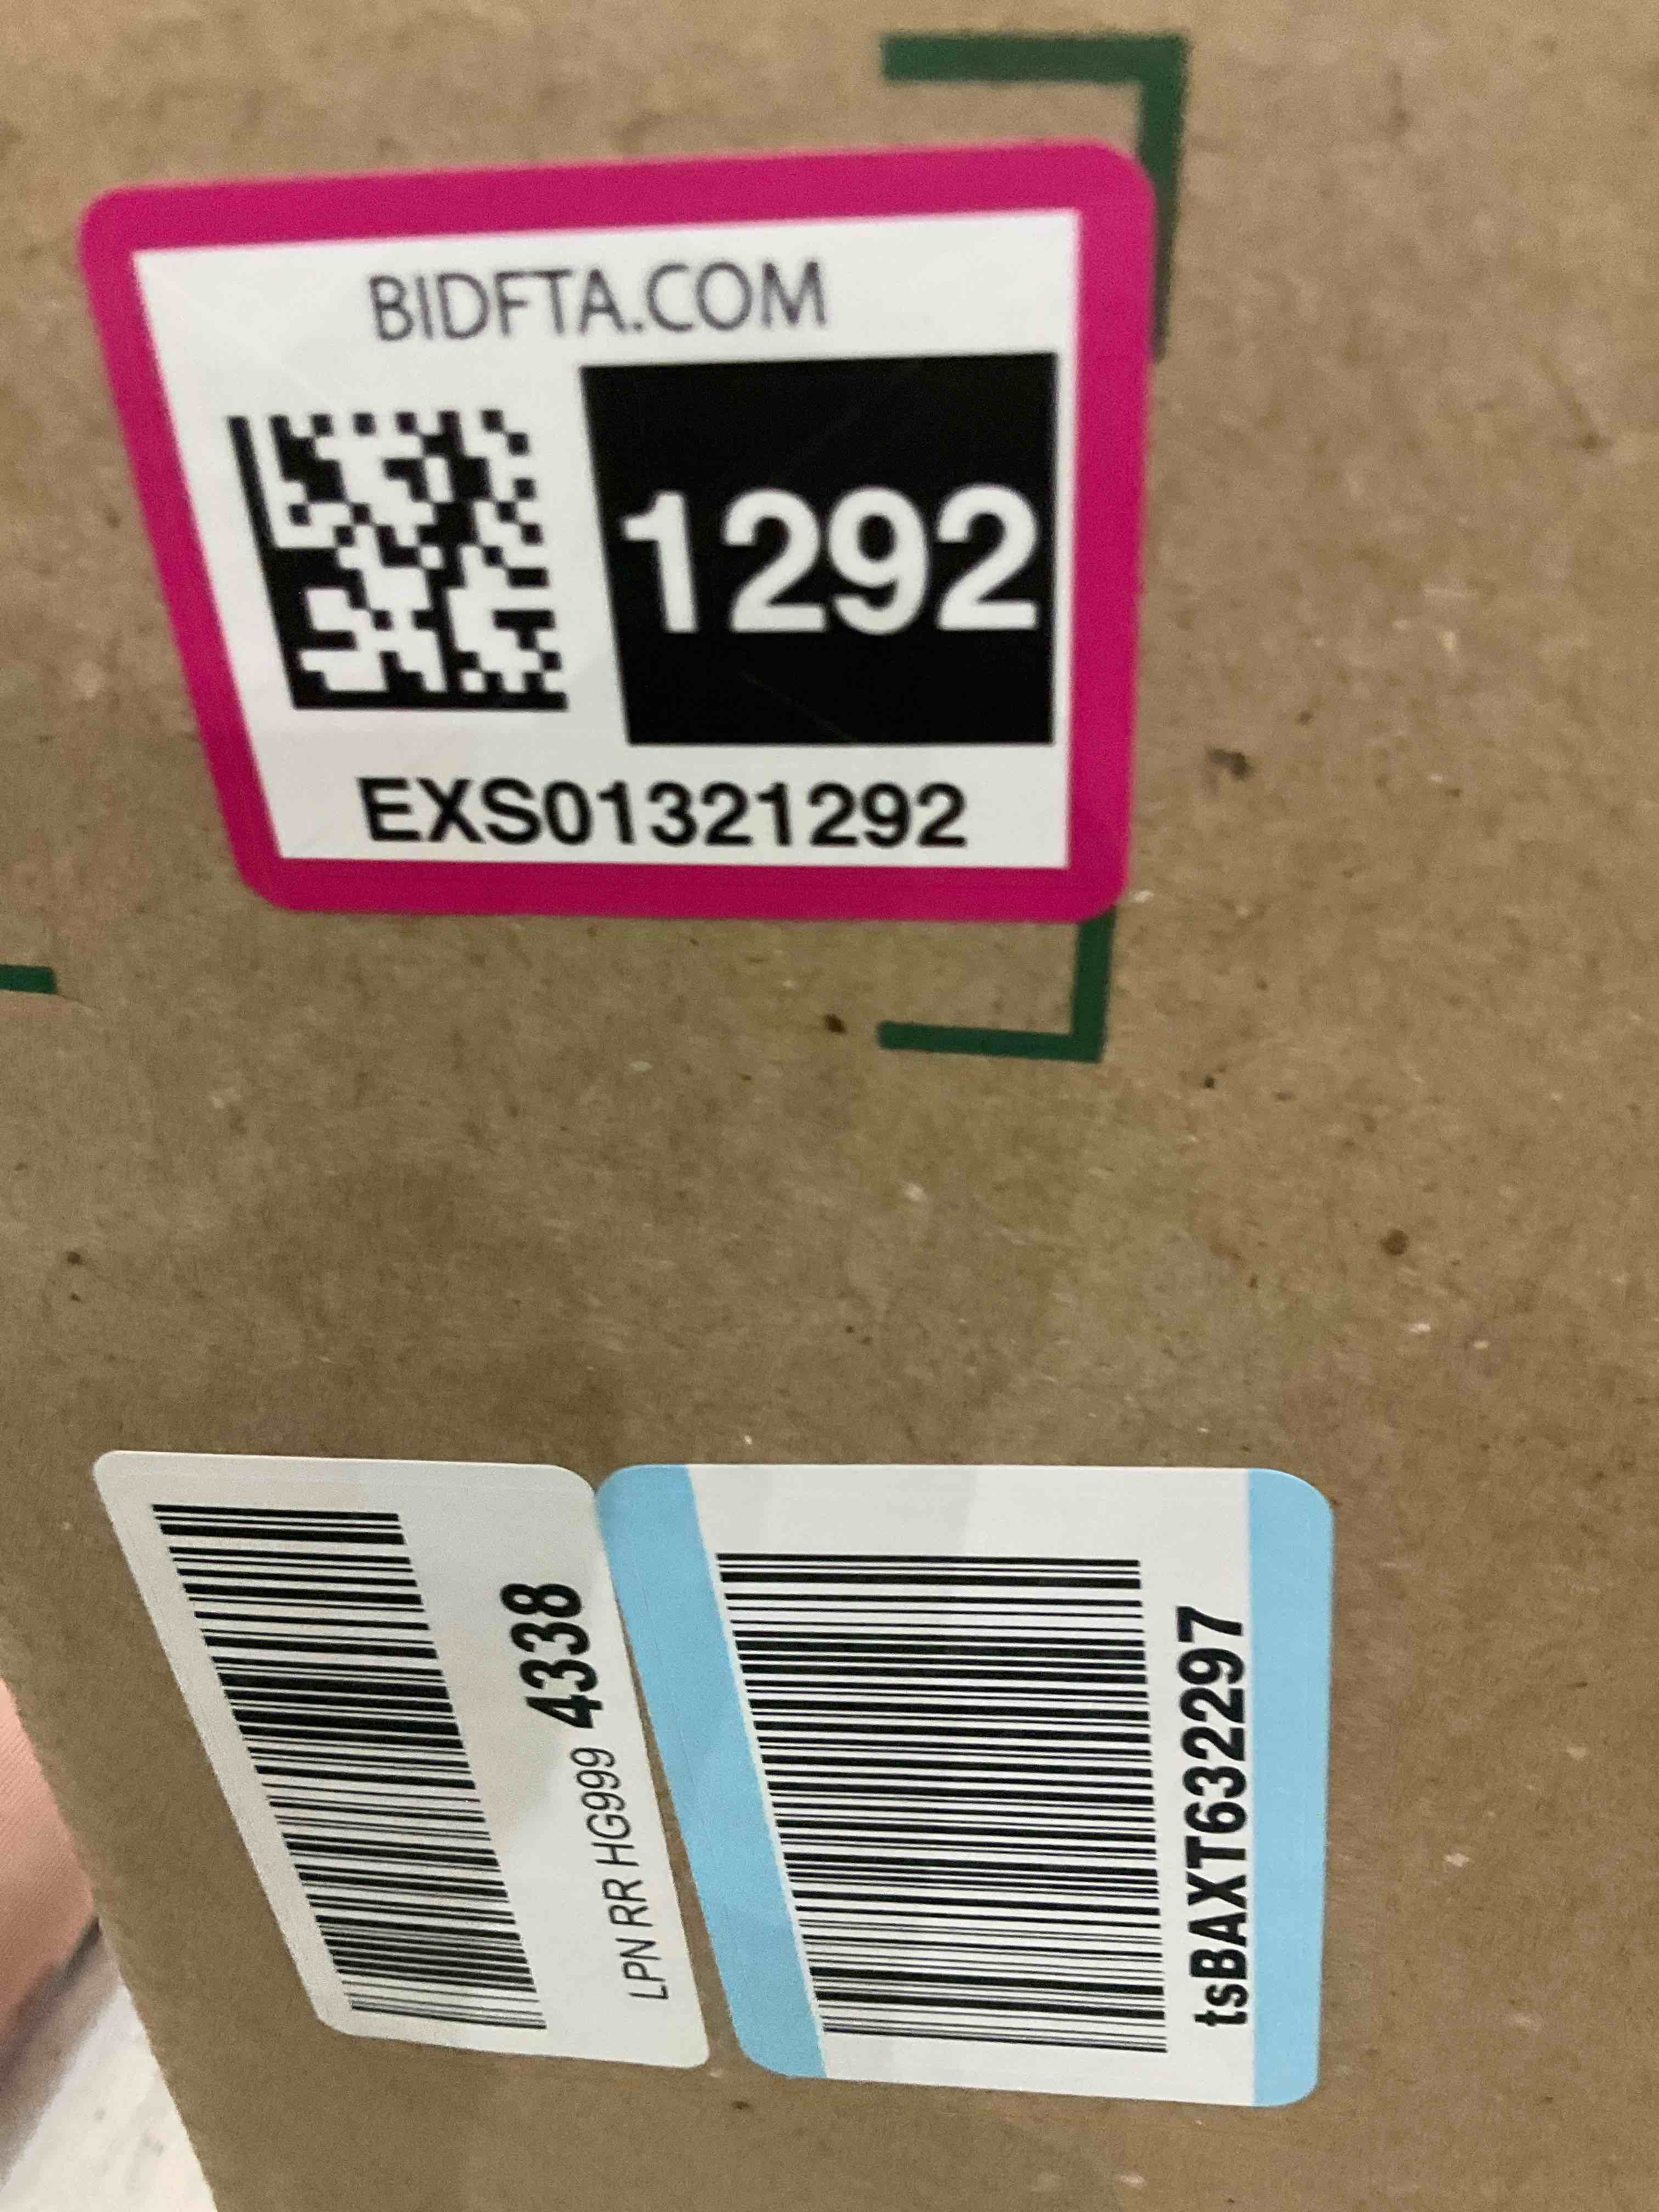 BIDFTA.COM
1292
EXS01321292
LPN RR HG999 4338
tsBAXT632297